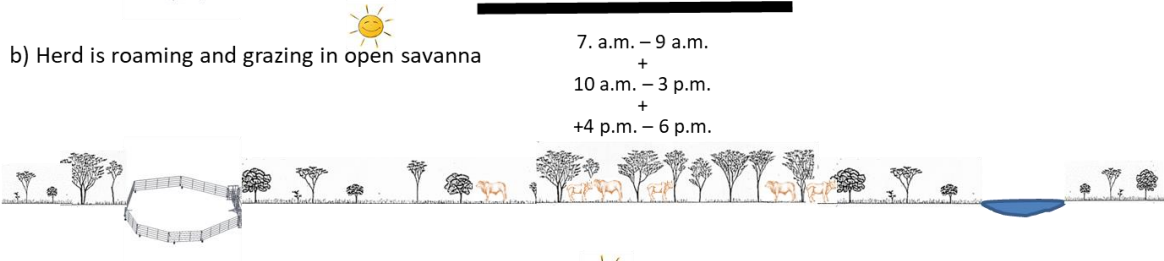 b) Herd is roaming and grazing in open savanna
7. a.m. – 9 a.m.
+
10 a.m. – 3 p.m.
+
+4 p.m. – 6 p.m.